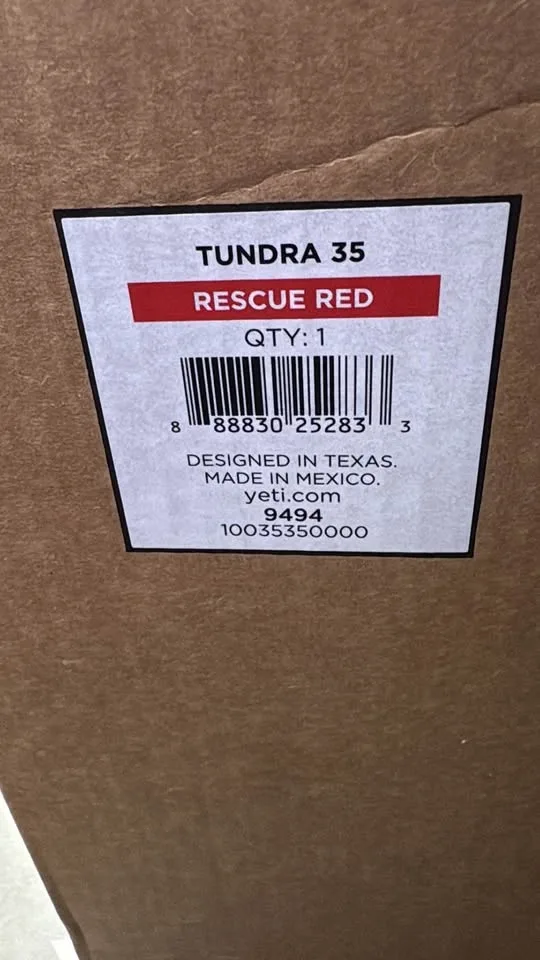 TUNDRA 35
RESCUE RED
QTY: 1
8 88830 25283 3
DESIGNED IN TEXAS.
MADE IN MEXICO.
yeti.com
9494
10035350000